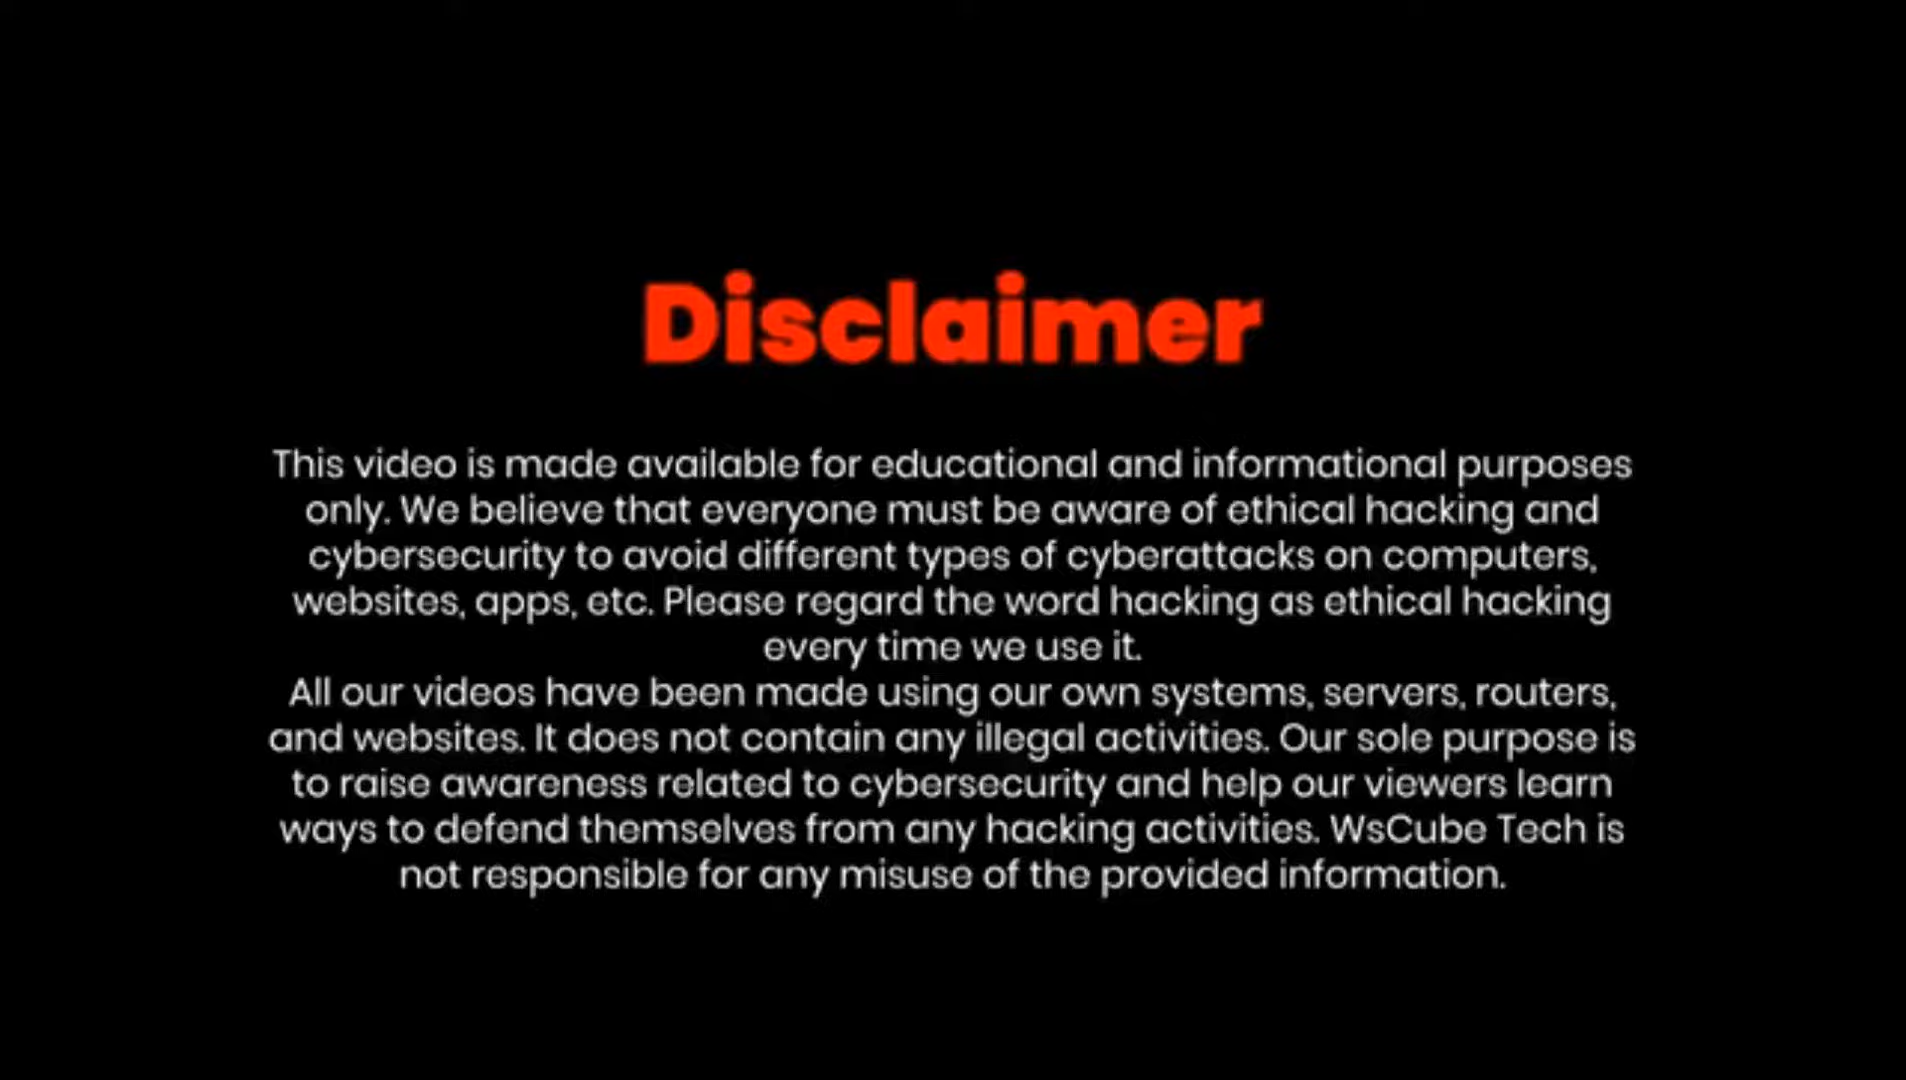 Disclaimer
This video is made available for educational and informational purposes
only. We believe that everyone must be aware of ethical hacking and
cybersecurity to avoid different types of cyberattacks on computers,
websites, apps, etc. Please regard the word hacking as ethical hacking
every time we use it.
All our videos have been made using our own systems, servers, routers,
and websites. It does not contain any illegal activities. Our sole purpose is
to raise awareness related to cybersecurity and help our viewers learn
ways to defend themselves from any hacking activities. WsCube Tech is
not responsible for any misuse of the provided information.